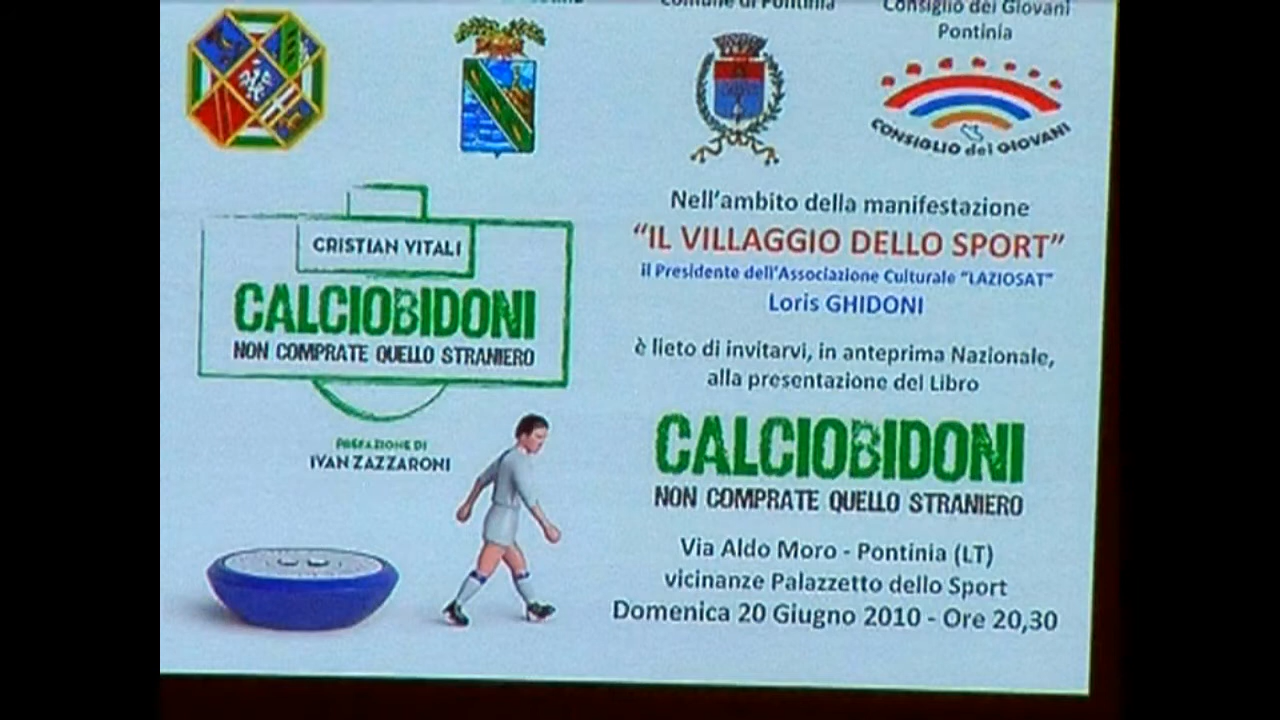 Comune di Pontinia
Consiglio dei Giovani
Pontinia
CONSIGLIO dei GIOVANI
CRISTIAN VITALI
CALCIOBIDONI
NON COMPRATE QUELLO STRANIERO
PREFAZIONE DI
IVAN ZAZZARONI
Nell'ambito della manifestazione
"IL VILLAGGIO DELLO SPORT"
il Presidente dell'Associazione Culturale "LAZIOSAT"
Loris GHIDONI
è lieto di invitarvi, in anteprima Nazionale,
alla presentazione del Libro
CALCIOBIDONI
NON COMPRATE QUELLO STRANIERO
Via Aldo Moro - Pontinia (LT)
vicinanze Palazzetto dello Sport
Domenica 20 Giugno 2010 - Ore 20,30